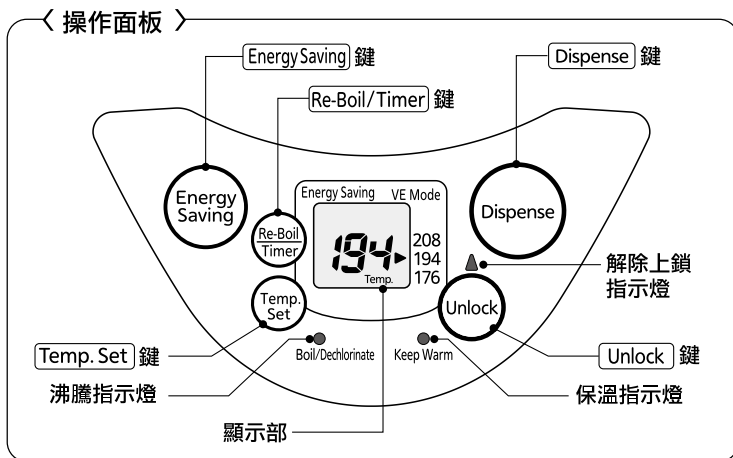 〈 操作面板 〉
Energy Saving 鍵
Dispense 鍵
Re-Boil/Timer 鍵
Energy
Saving
Re-Boil
Timer
Temp.
Set
Energy Saving VE Mode
194
Temp.
208
194
176
Dispense
Unlock
解除上鎖
指示燈
Boil/Dechlorinate
Keep Warm
Temp. Set 鍵
Unlock 鍵
沸騰指示燈
保溫指示燈
顯示部